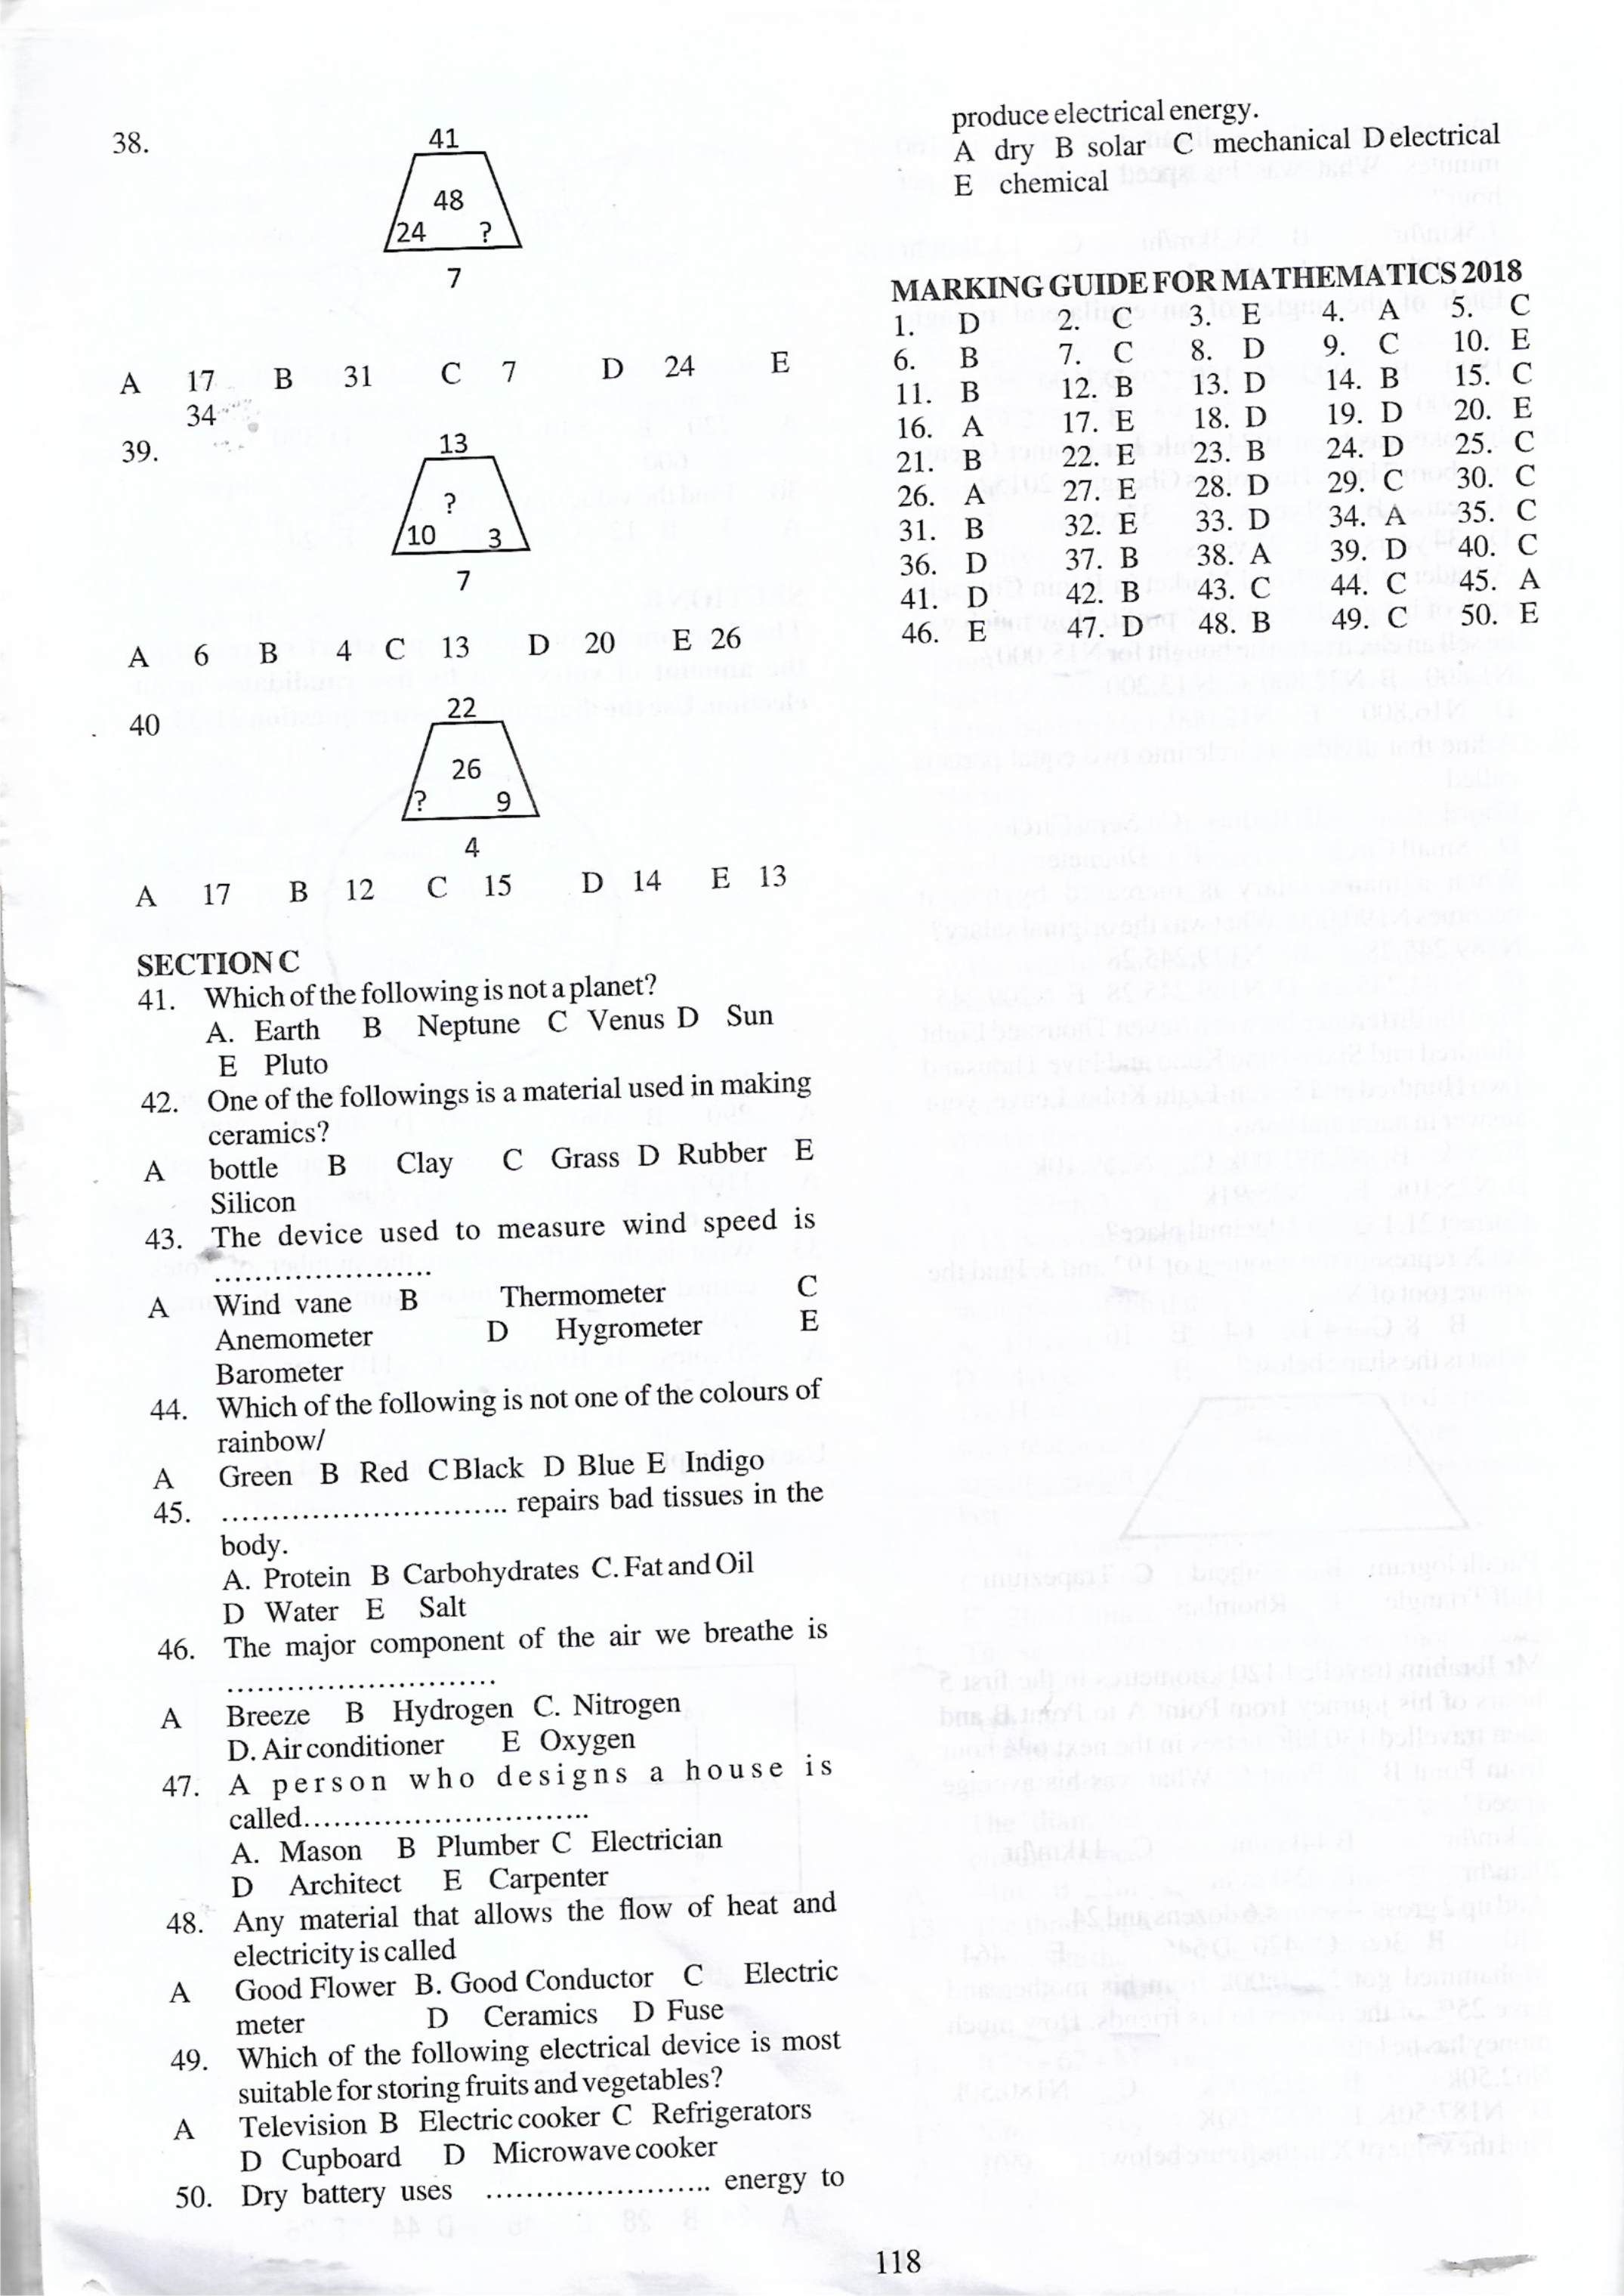 38.
41
48
24 ?
7
A 17 B 31 C 7 D 24 E
34
39.
13
?
10 3
7
A 6 B 4 C 13 D 20 E 26
40
22
26
? 9
4
A 17 B 12 C 15 D 14 E 13
SECTION C
41. Which of the following is not a planet?
A. Earth B Neptune C Venus D Sun
E Pluto
42. One of the followings is a material used in making
ceramics?
A bottle B Clay C Grass D Rubber E
Silicon
43. The device used to measure wind speed is
.....................
A Wind vane B Thermometer C
Anemometer D Hygrometer E
Barometer
44. Which of the following is not one of the colours of
rainbow/
A Green B Red C Black D Blue E Indigo
45. ............................ repairs bad tissues in the
body.
A. Protein B Carbohydrates C. Fat and Oil
D Water E Salt
46. The major component of the air we breathe is
..........................
A Breeze B Hydrogen C. Nitrogen
D. Air conditioner E Oxygen
47. A person who designs a house is
called............................
A. Mason B Plumber C Electrician
D Architect E Carpenter
48. Any material that allows the flow of heat and
electricity is called
A Good Flower B. Good Conductor C Electric
meter D Ceramics D Fuse
49. Which of the following electrical device is most
suitable for storing fruits and vegetables?
A Television B Electric cooker C Refrigerators
D Cupboard D Microwave cooker
50. Dry battery uses ...................... energy to
produce electrical energy.
A dry B solar C mechanical D electrical
E chemical
MARKING GUIDE FOR MATHEMATICS 2018
1. D 2. C 3. E 4. A 5. C
6. B 7. C 8. D 9. C 10. E
11. B 12. B 13. D 14. B 15. C
16. A 17. E 18. D 19. D 20. E
21. B 22. E 23. B 24. D 25. C
26. A 27. E 28. D 29. C 30. C
31. B 32. E 33. D 34. A 35. C
36. D 37. B 38. A 39. D 40. C
41. D 42. B 43. C 44. C 45. A
46. E 47. D 48. B 49. C 50. E
118